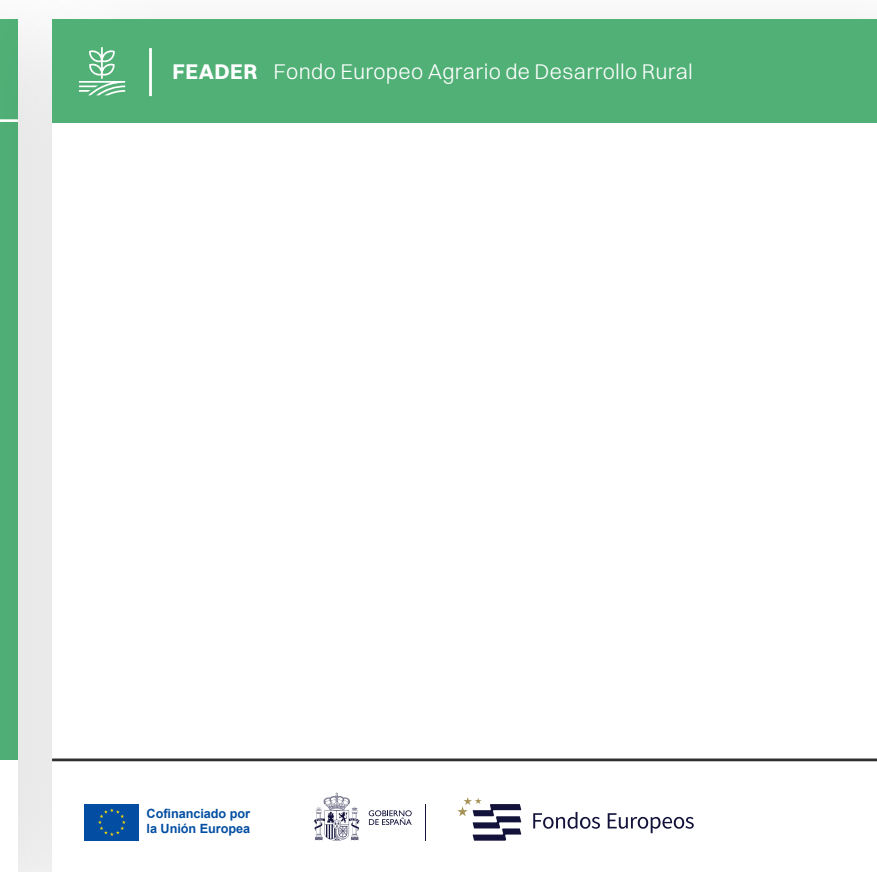 FEADER Fondo Europeo Agrario de Desarrollo Rural
Cofinanciado por
la Unión Europea
GOBIERNO
DE ESPAÑA
Fondos Europeos